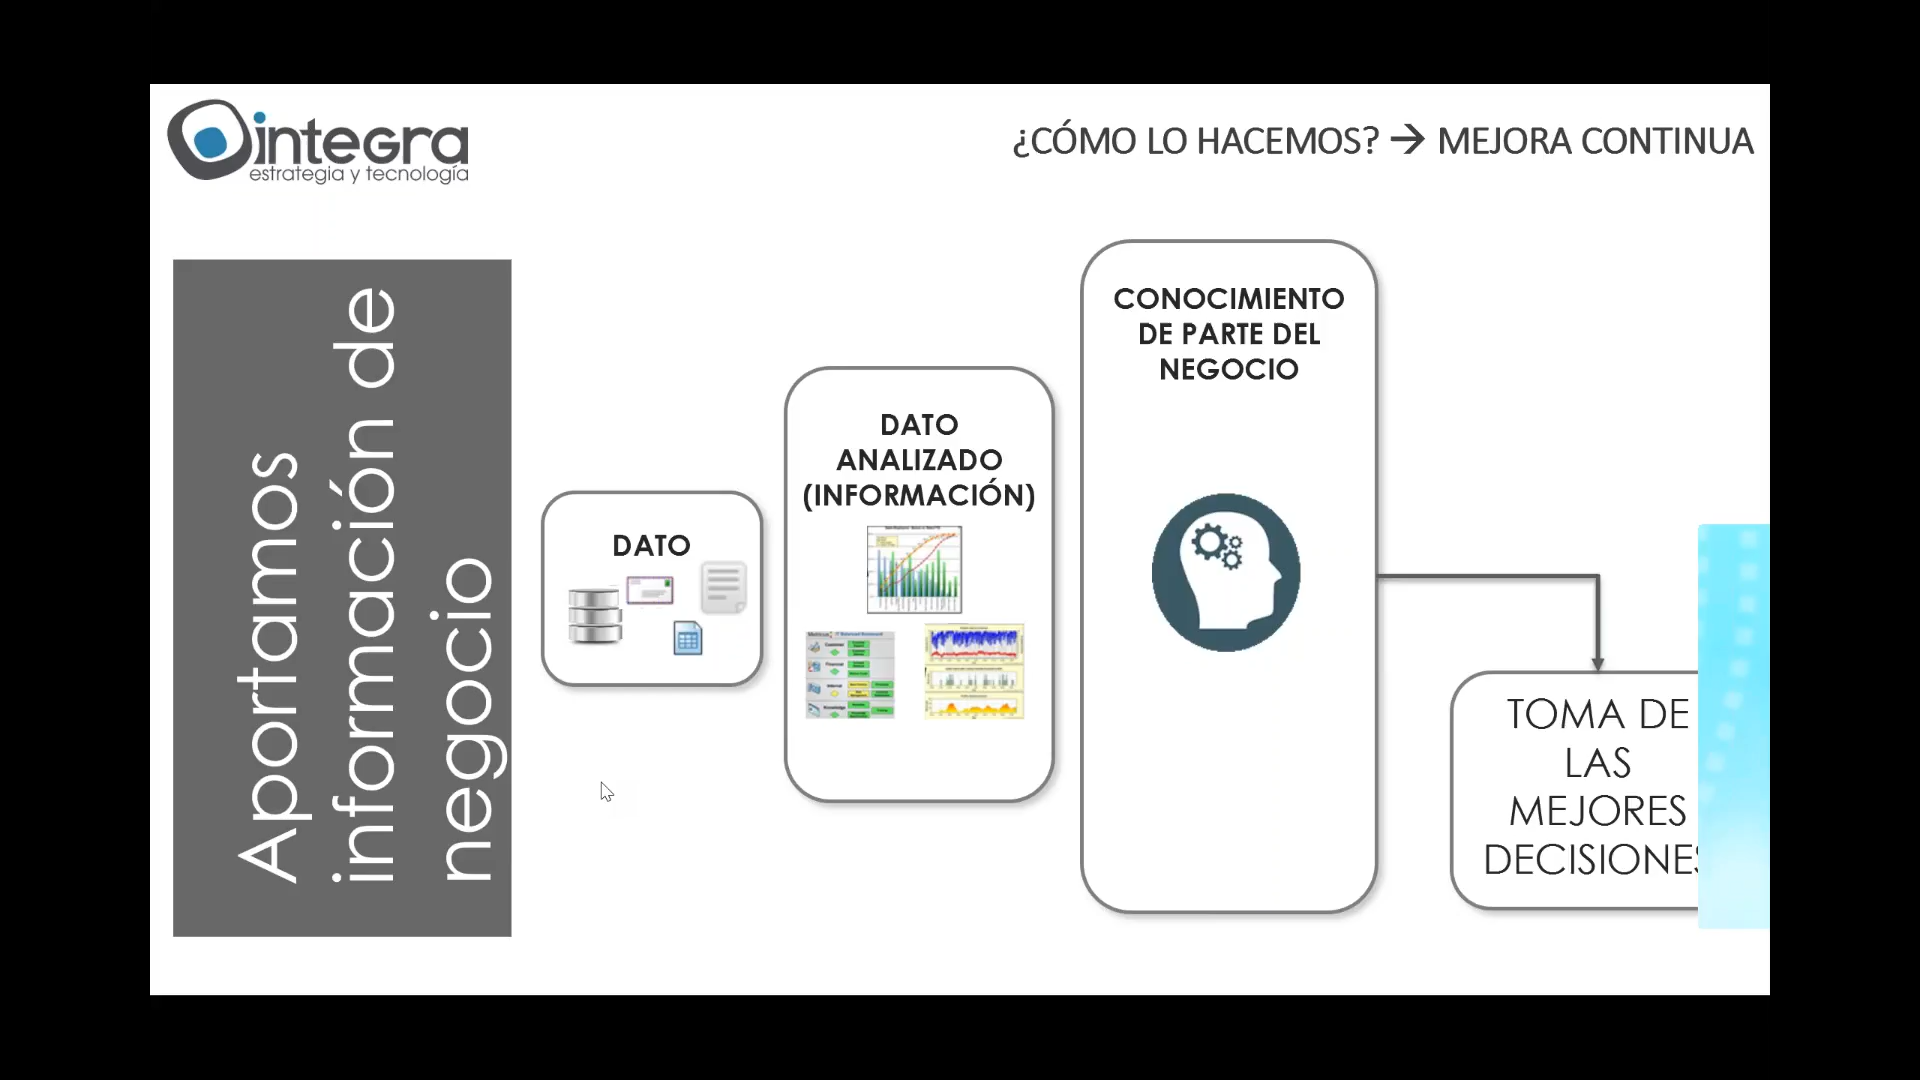 integra
estrategia y tecnología
¿CÓMO LO HACEMOS? → MEJORA CONTINUA
Aportamos
información de
negocio
DATO
DATO
ANALIZADO
(INFORMACIÓN)
CONOCIMIENTO
DE PARTE DEL
NEGOCIO
TOMA DE
LAS
MEJORES
DECISIONES